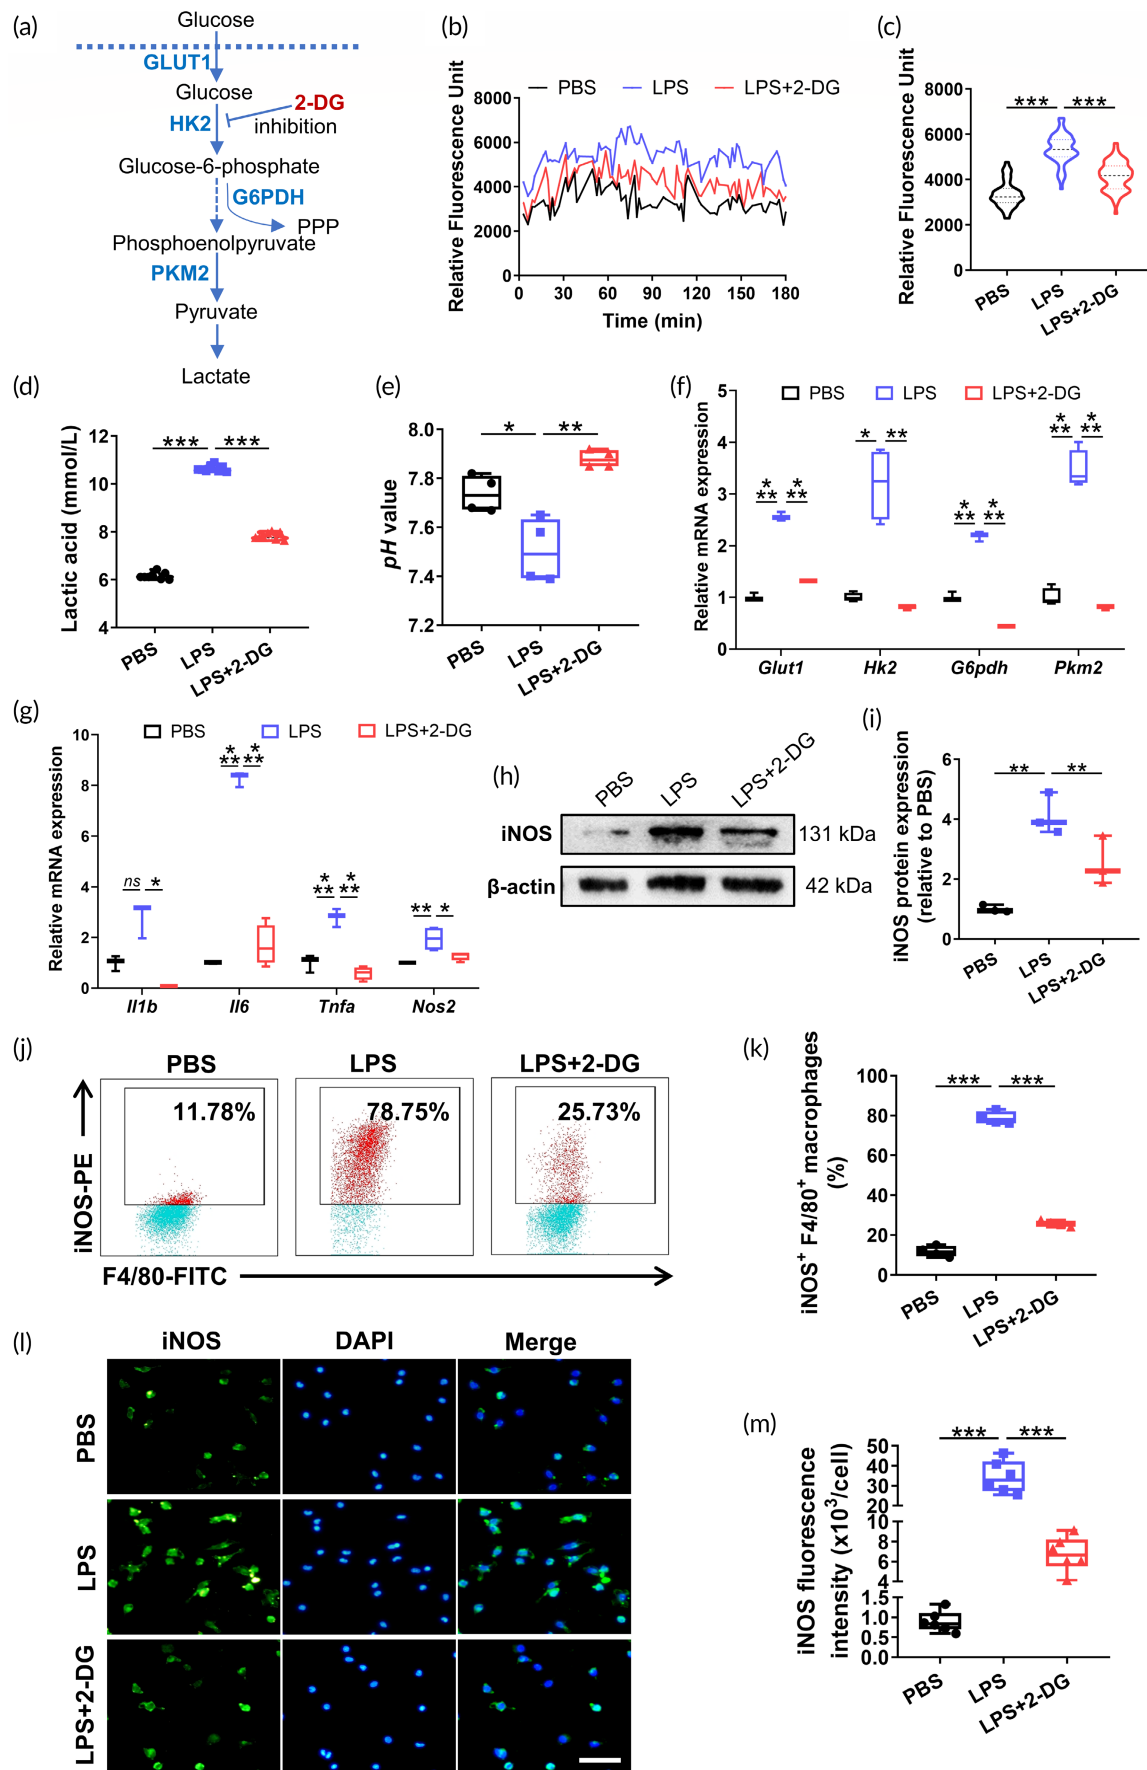 (a)
Glucose
GLUT1
Glucose
2-DG
HK2
inhibition
Glucose-6-phosphate
G6PDH
PPP
Phosphoenolpyruvate
PKM2
Pyruvate
Lactate
(b)
PBS LPS LPS+2-DG
Relative Fluorescence Unit
8000
6000
4000
2000
0
0 30 60 90 120 150 180
Time (min)
(c)
Relative Fluorescence Unit
8000
6000
4000
2000
0
*** ***
PBS LPS LPS+2-DG
(d)
Lactic acid (mmol/L)
12
10
8
6
4
*** ***
PBS LPS LPS+2-DG
(e)
pH value
8.0
7.8
7.6
7.4
7.2
* **
PBS LPS LPS+2-DG
(f)
PBS LPS LPS+2-DG
Relative mRNA expression
5
4
3
2
1
0
*** *** * ** *** *** *** ***
Glut1 Hk2 G6pdh Pkm2
(g)
PBS LPS LPS+2-DG
Relative mRNA expression
10
8
6
4
2
0
ns * *** *** *** *** ** *
Il1b Il6 Tnfa Nos2
(h)
PBS LPS LPS+2-DG
iNOS 131 kDa
β-actin 42 kDa
(i)
iNOS protein expression
(relative to PBS)
6
4
2
0
** **
PBS LPS LPS+2-DG
(j)
PBS LPS LPS+2-DG
11.78% 78.75% 25.73%
iNOS-PE
F4/80-FITC
(k)
iNOS+ F4/80+ macrophages
(%)
100
80
60
40
20
0
*** ***
PBS LPS LPS+2-DG
(l)
iNOS DAPI Merge
PBS
LPS
LPS+2-DG
(m)
iNOS fluorescence
intensity (x10³/cell)
50
40
30
20
10
8
6
4
1.5
1.0
0.5
0.0
*** ***
PBS LPS LPS+2-DG